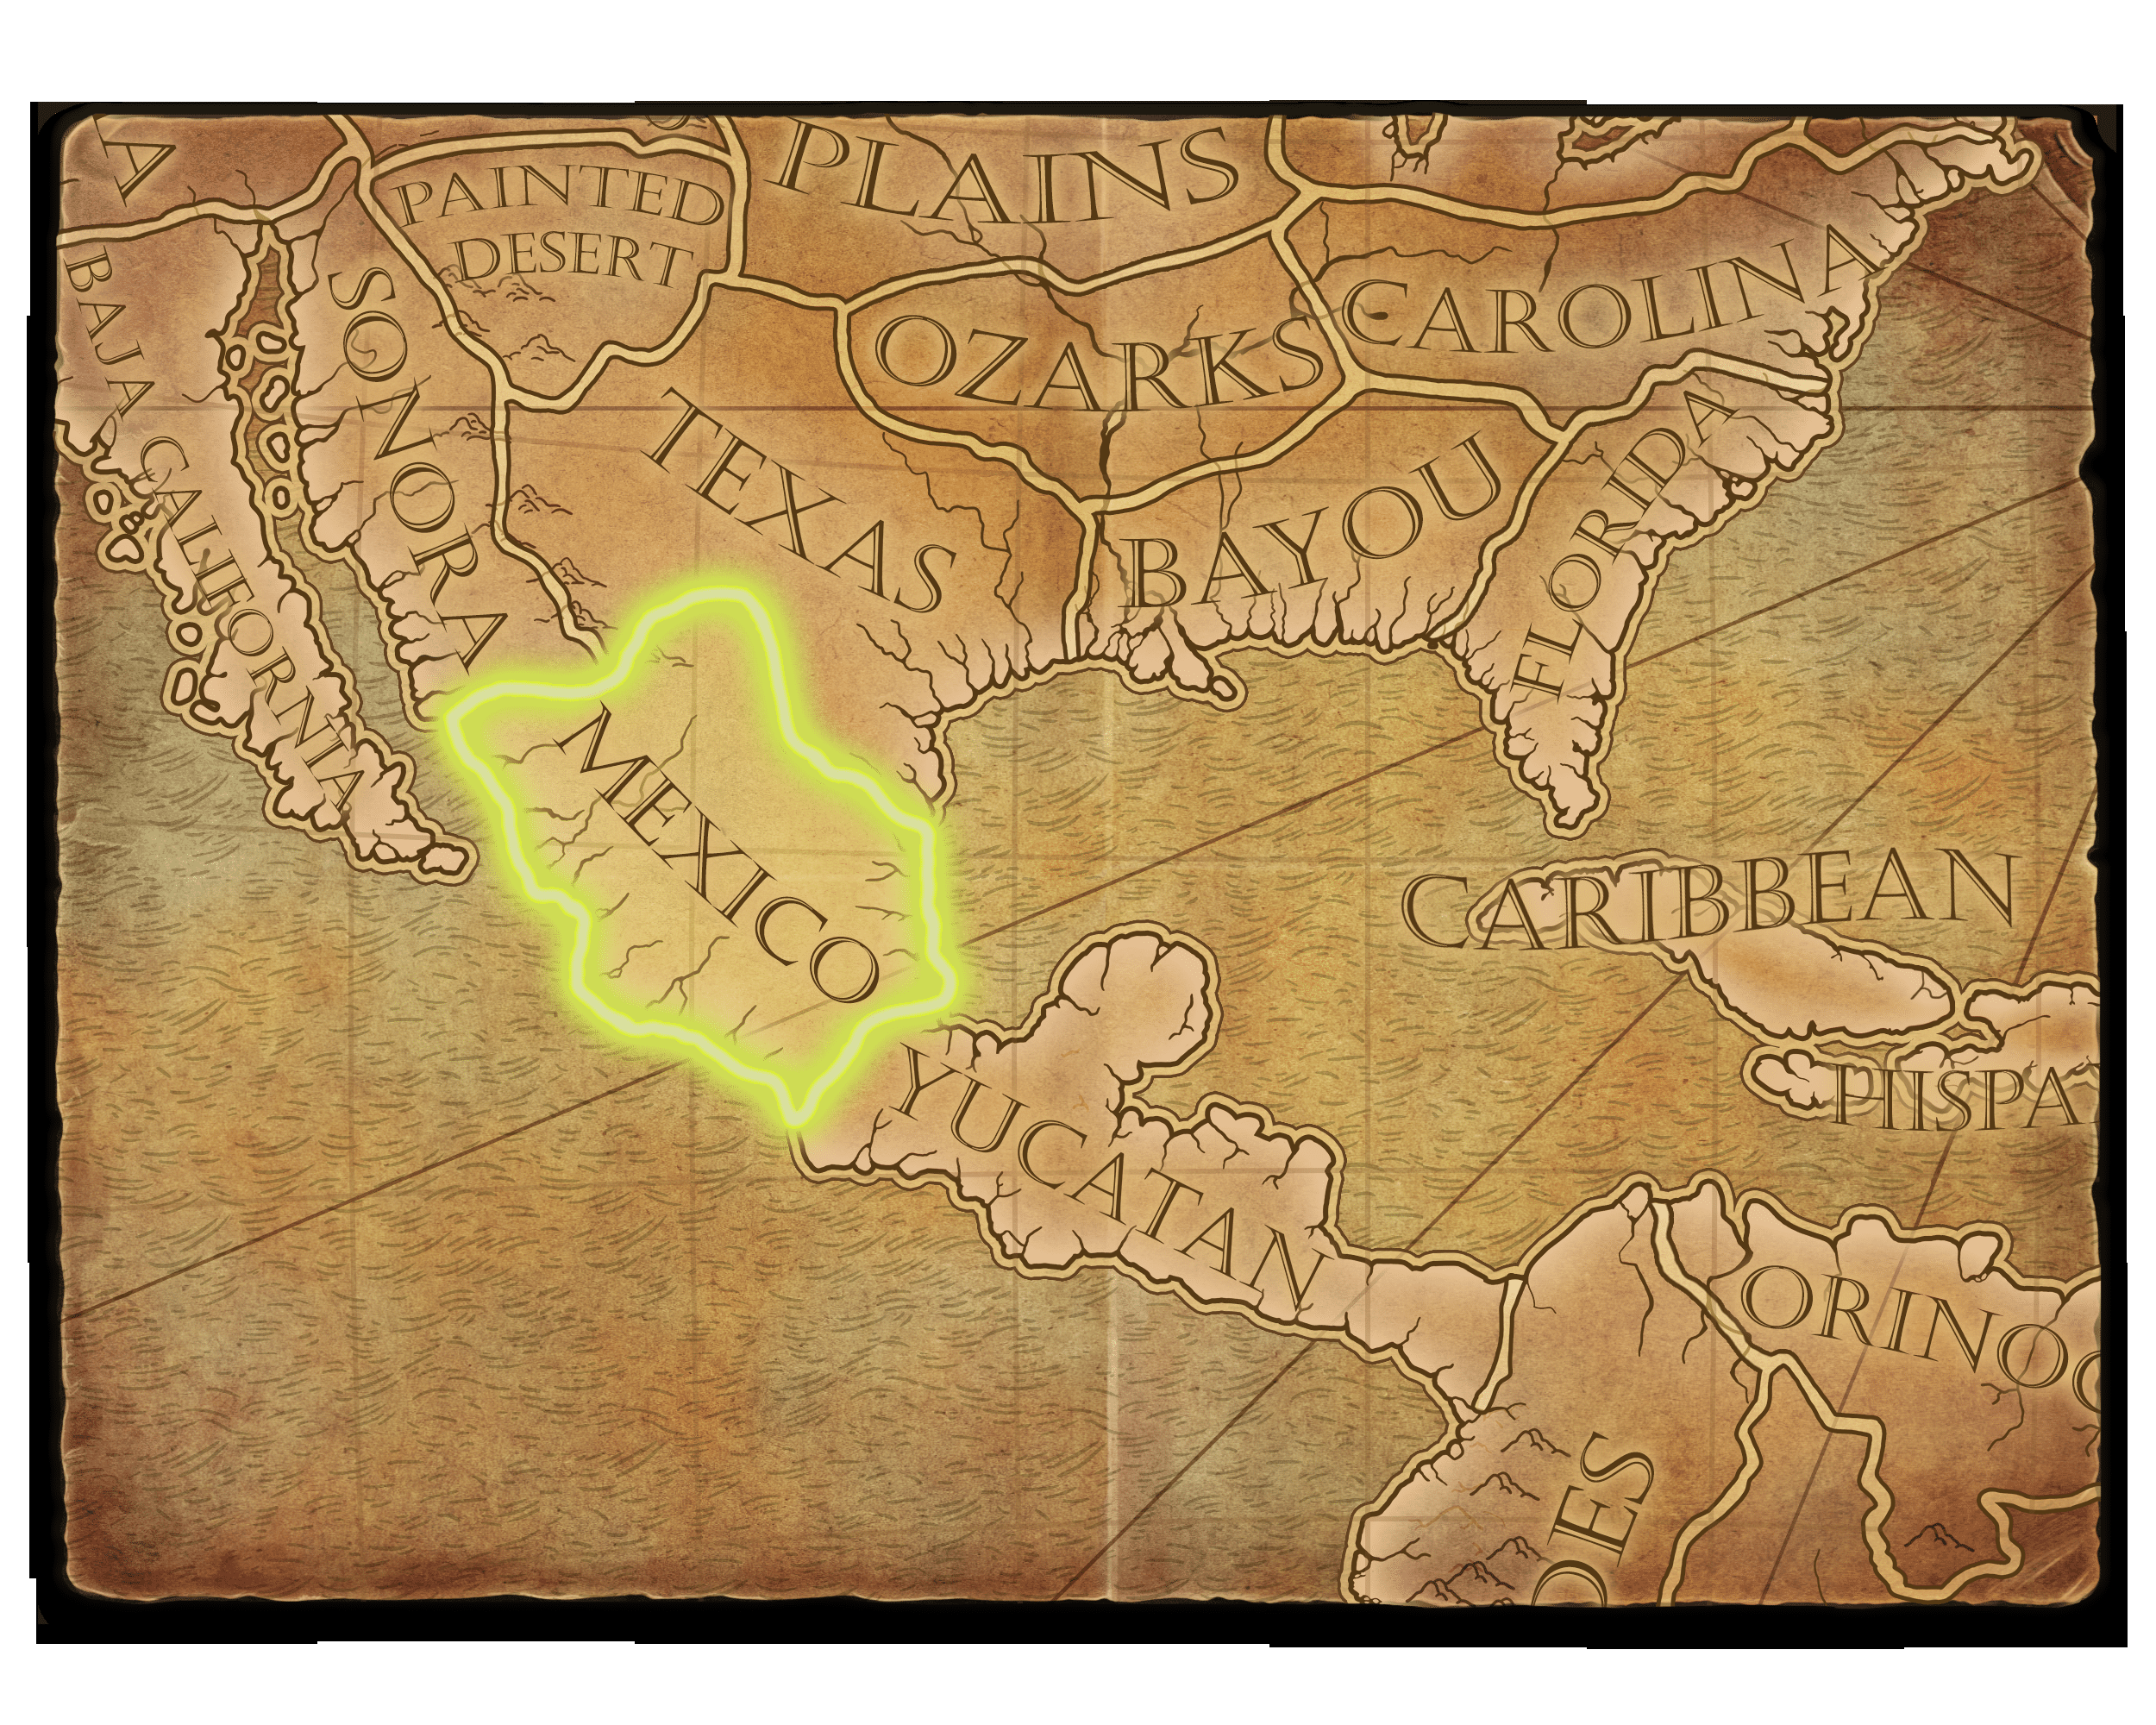 A
PLAINS
PAINTED
DESERT
BAJA CALIFORNIA
SONORA
OZARKS
CAROLINA
TEXAS
BAYOU
FLORIDA
MEXICO
CARIBBEAN
HISPA
YUCATAN
ORINOC
DES